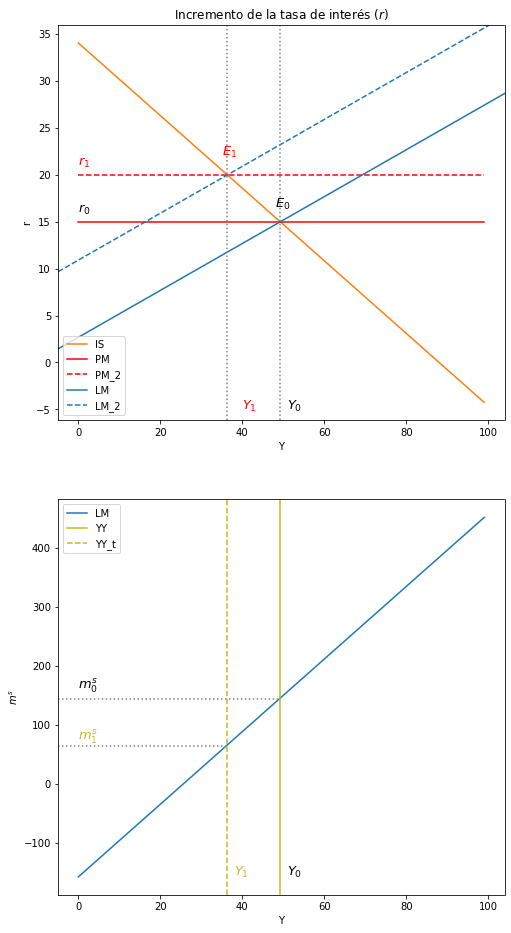 Incremento de la tasa de interés (r)
35
30
25
20
15
10
5
0
−5
r
r₁
r₀
E₁
E₀
IS
PM
PM_2
LM
LM_2
Y₁
Y₀
0 20 40 60 80 100
Y
400
300
200
100
0
−100
mˢ
LM
YY
YY_t
m₀ˢ
m₁ˢ
Y₁
Y₀
0 20 40 60 80 100
Y